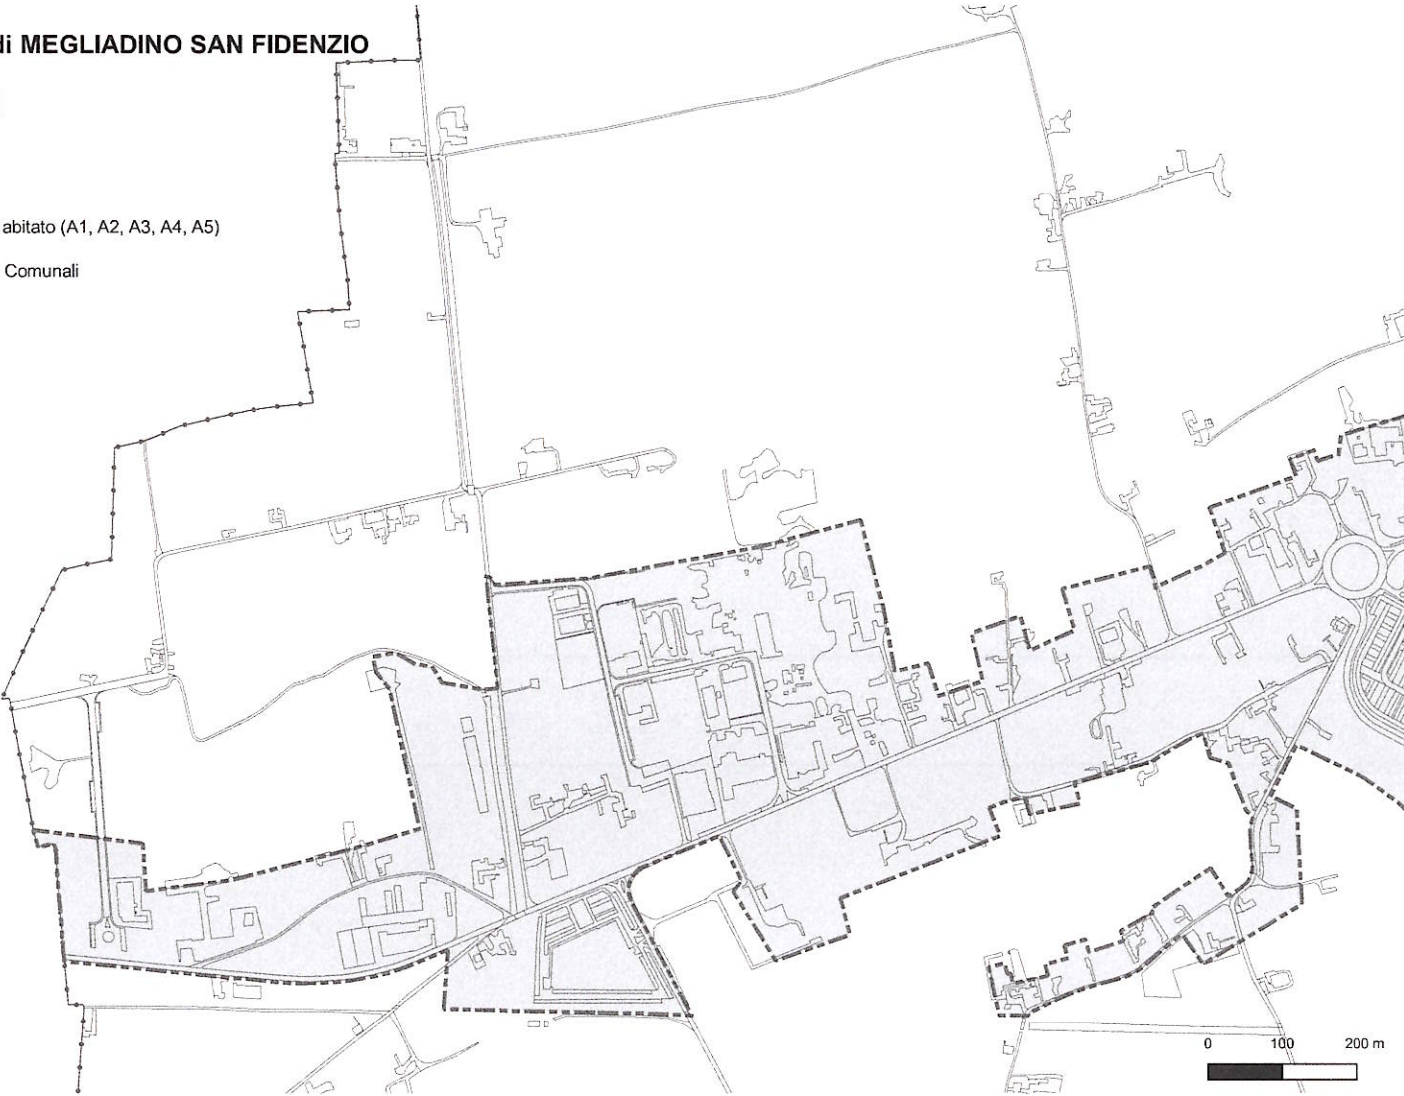 di MEGLIADINO SAN FIDENZIO
abitato (A1, A2, A3, A4, A5)
Comunali
0 100 200 m